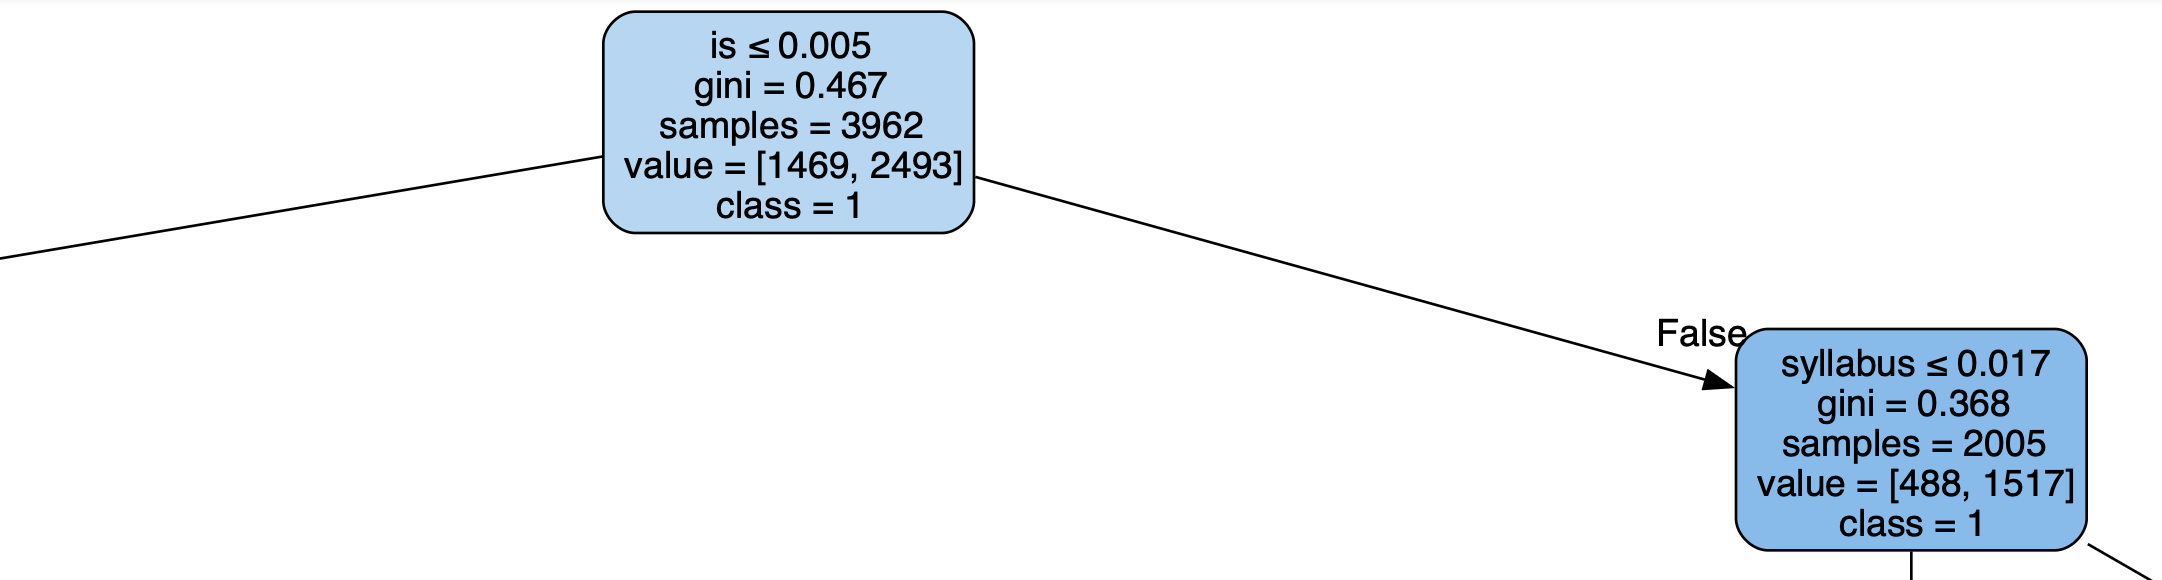 is ≤ 0.005
gini = 0.467
samples = 3962
value = [1469, 2493]
class = 1
False
syllabus ≤ 0.017
gini = 0.368
samples = 2005
value = [488, 1517]
class = 1